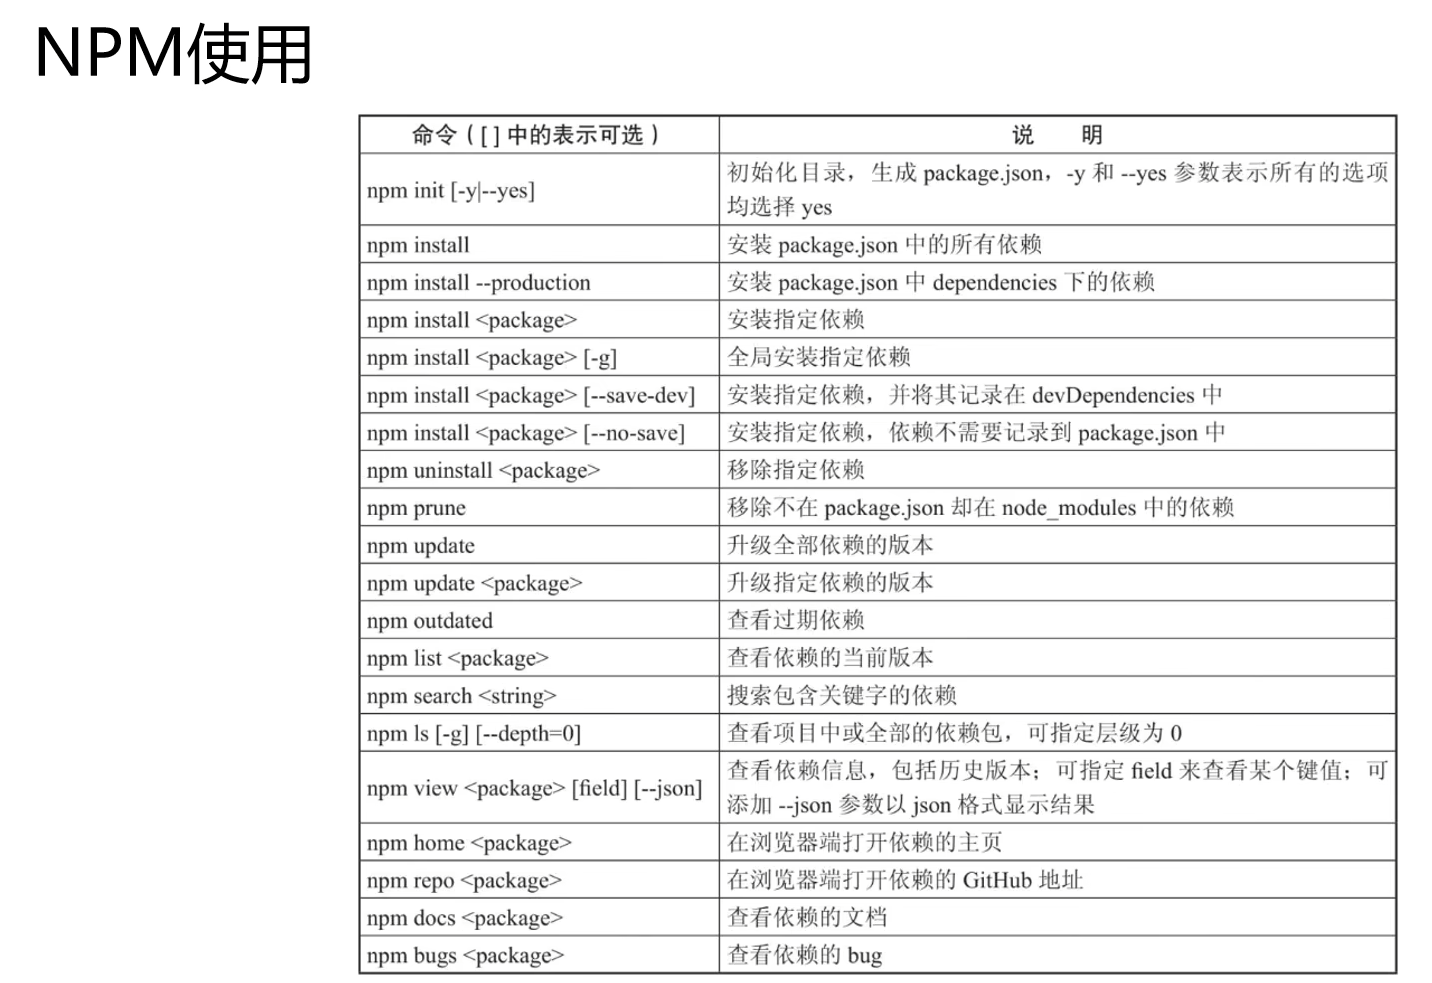 NPM使用
命令（[ ] 中的表示可选） 说 明
npm init [-y|--yes] 初始化目录，生成 package.json，-y 和 --yes 参数表示所有的选项
均选择 yes
npm install 安装 package.json 中的所有依赖
npm install --production 安装 package.json 中 dependencies 下的依赖
npm install <package> 安装指定依赖
npm install <package> [-g] 全局安装指定依赖
npm install <package> [--save-dev] 安装指定依赖，并将其记录在 devDependencies 中
npm install <package> [--no-save] 安装指定依赖，依赖不需要记录到 package.json 中
npm uninstall <package> 移除指定依赖
npm prune 移除不在 package.json 却在 node_modules 中的依赖
npm update 升级全部依赖的版本
npm update <package> 升级指定依赖的版本
npm outdated 查看过期依赖
npm list <package> 查看依赖的当前版本
npm search <string> 搜索包含关键字的依赖
npm ls [-g] [--depth=0] 查看项目中或全部的依赖包，可指定层级为 0
npm view <package> [field] [--json] 查看依赖信息，包括历史版本；可指定 field 来查看某个键值；可
添加 --json 参数以 json 格式显示结果
npm home <package> 在浏览器端打开依赖的主页
npm repo <package> 在浏览器端打开依赖的 GitHub 地址
npm docs <package> 查看依赖的文档
npm bugs <package> 查看依赖的 bug